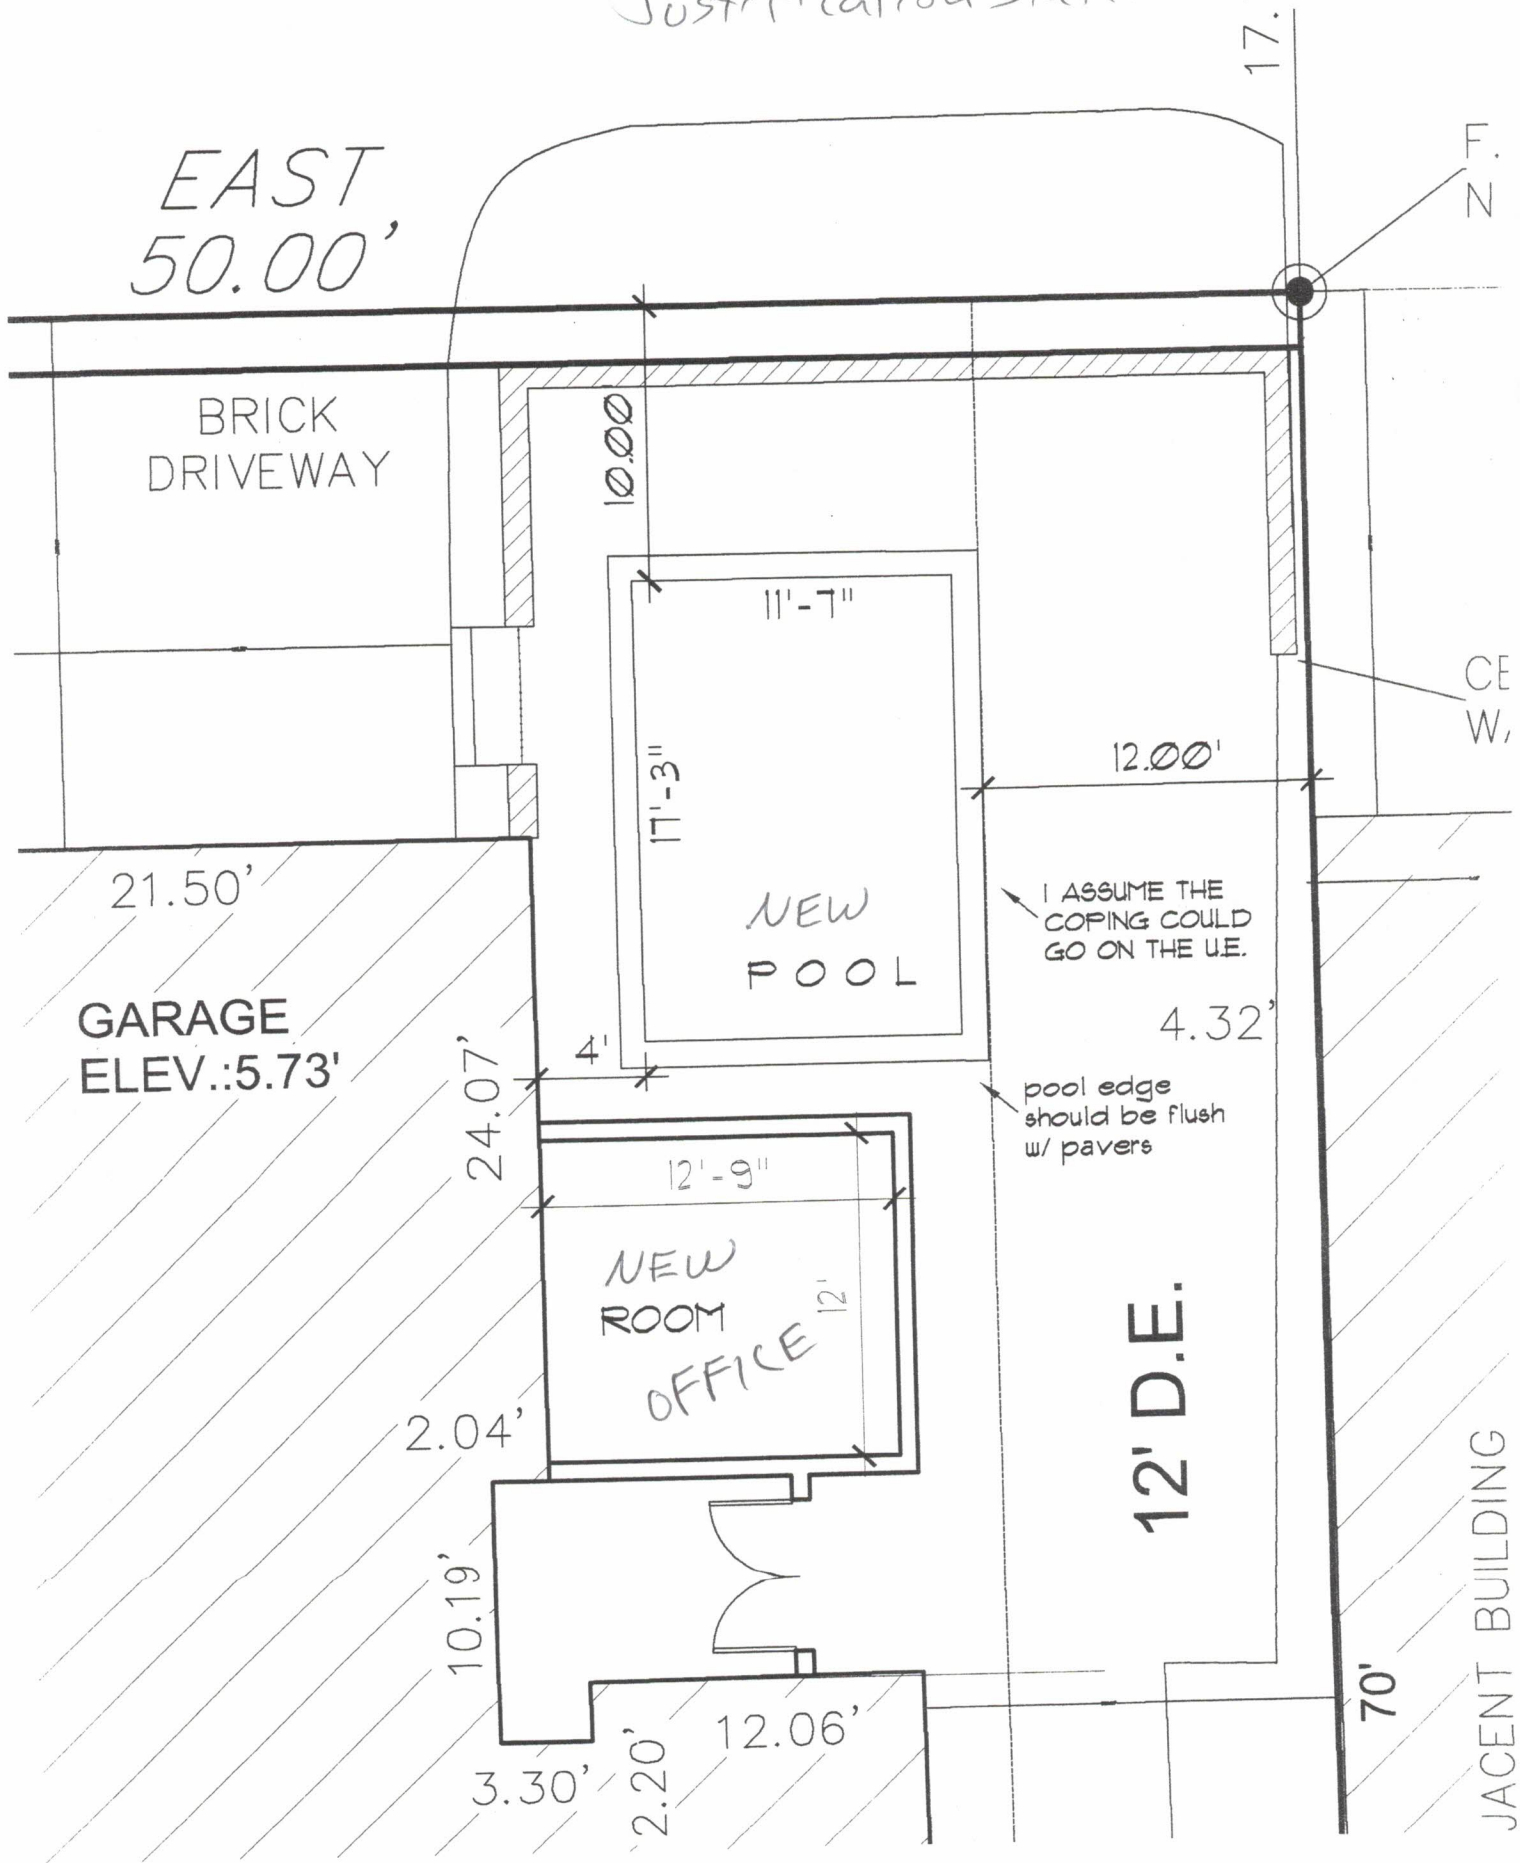 Justification
17.
EAST
50.00'
F.
N
BRICK
DRIVEWAY
10.00
11'-7"
CE
W
12.00'
17'-3"
21.50'
I ASSUME THE
COPING COULD
GO ON THE U.E.
NEW
POOL
GARAGE
ELEV.:5.73'
4.32'
4'
24.07'
pool edge
should be flush
w/ pavers
12'-9"
NEW
ROOM
OFFICE
12'
12' D.E.
2.04'
10.19'
12.06'
3.30'
2.20'
70'
JACENT BUILDING